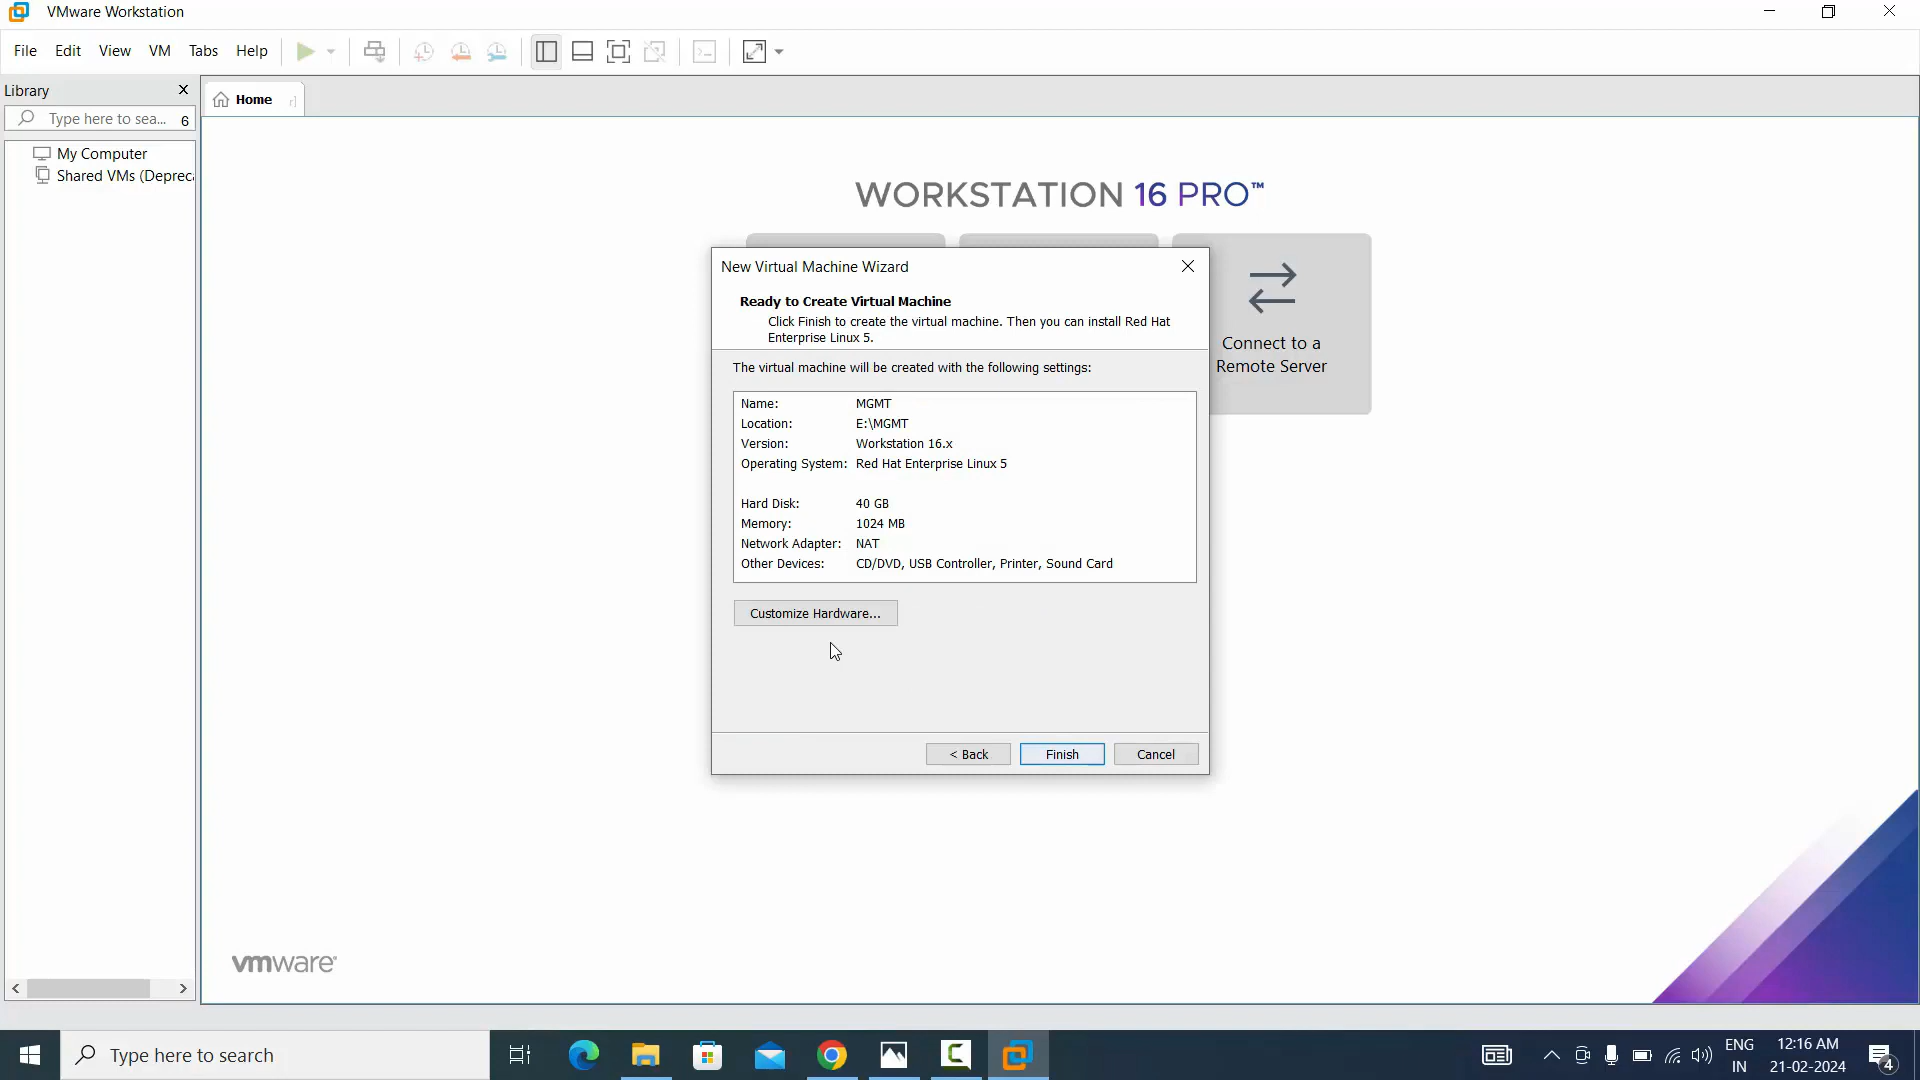 VMware Workstation
File Edit View VM Tabs Help
Library
Type here to sea... 6
My Computer
Shared VMs (Depreca
Home
WORKSTATION 16 PRO™
Connect to a
Remote Server
New Virtual Machine Wizard
Ready to Create Virtual Machine
Click Finish to create the virtual machine. Then you can install Red Hat
Enterprise Linux 5.
The virtual machine will be created with the following settings:
Name: MGMT
Location: E:\MGMT
Version: Workstation 16.x
Operating System: Red Hat Enterprise Linux 5
Hard Disk: 40 GB
Memory: 1024 MB
Network Adapter: NAT
Other Devices: CD/DVD, USB Controller, Printer, Sound Card
Customize Hardware...
< Back Finish Cancel
vmware
Type here to search
ENG
IN
12:16 AM
21-02-2024
4